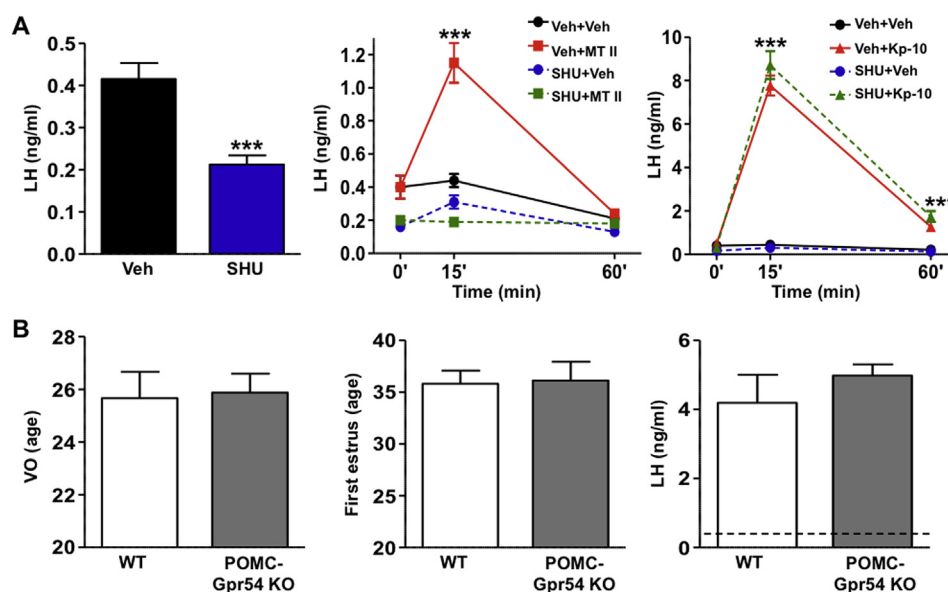 A
LH (ng/ml)
0.5
0.4
0.3
0.2
0.1
0.0
***
Veh
SHU
LH (ng/ml)
1.2
1.0
0.8
0.6
0.4
0.2
0.0
***
Veh+Veh
Veh+MT II
SHU+Veh
SHU+MT II
0'
15'
60'
Time (min)
LH (ng/ml)
10
8
6
4
2
0
***
***
Veh+Veh
Veh+Kp-10
SHU+Veh
SHU+Kp-10
0'
15'
60'
Time (min)
B
VO (age)
28
26
24
22
20
WT
POMC-
Gpr54 KO
First estrus (age)
40
35
30
25
20
WT
POMC-
Gpr54 KO
LH (ng/ml)
6
4
2
0
WT
POMC-
Gpr54 KO